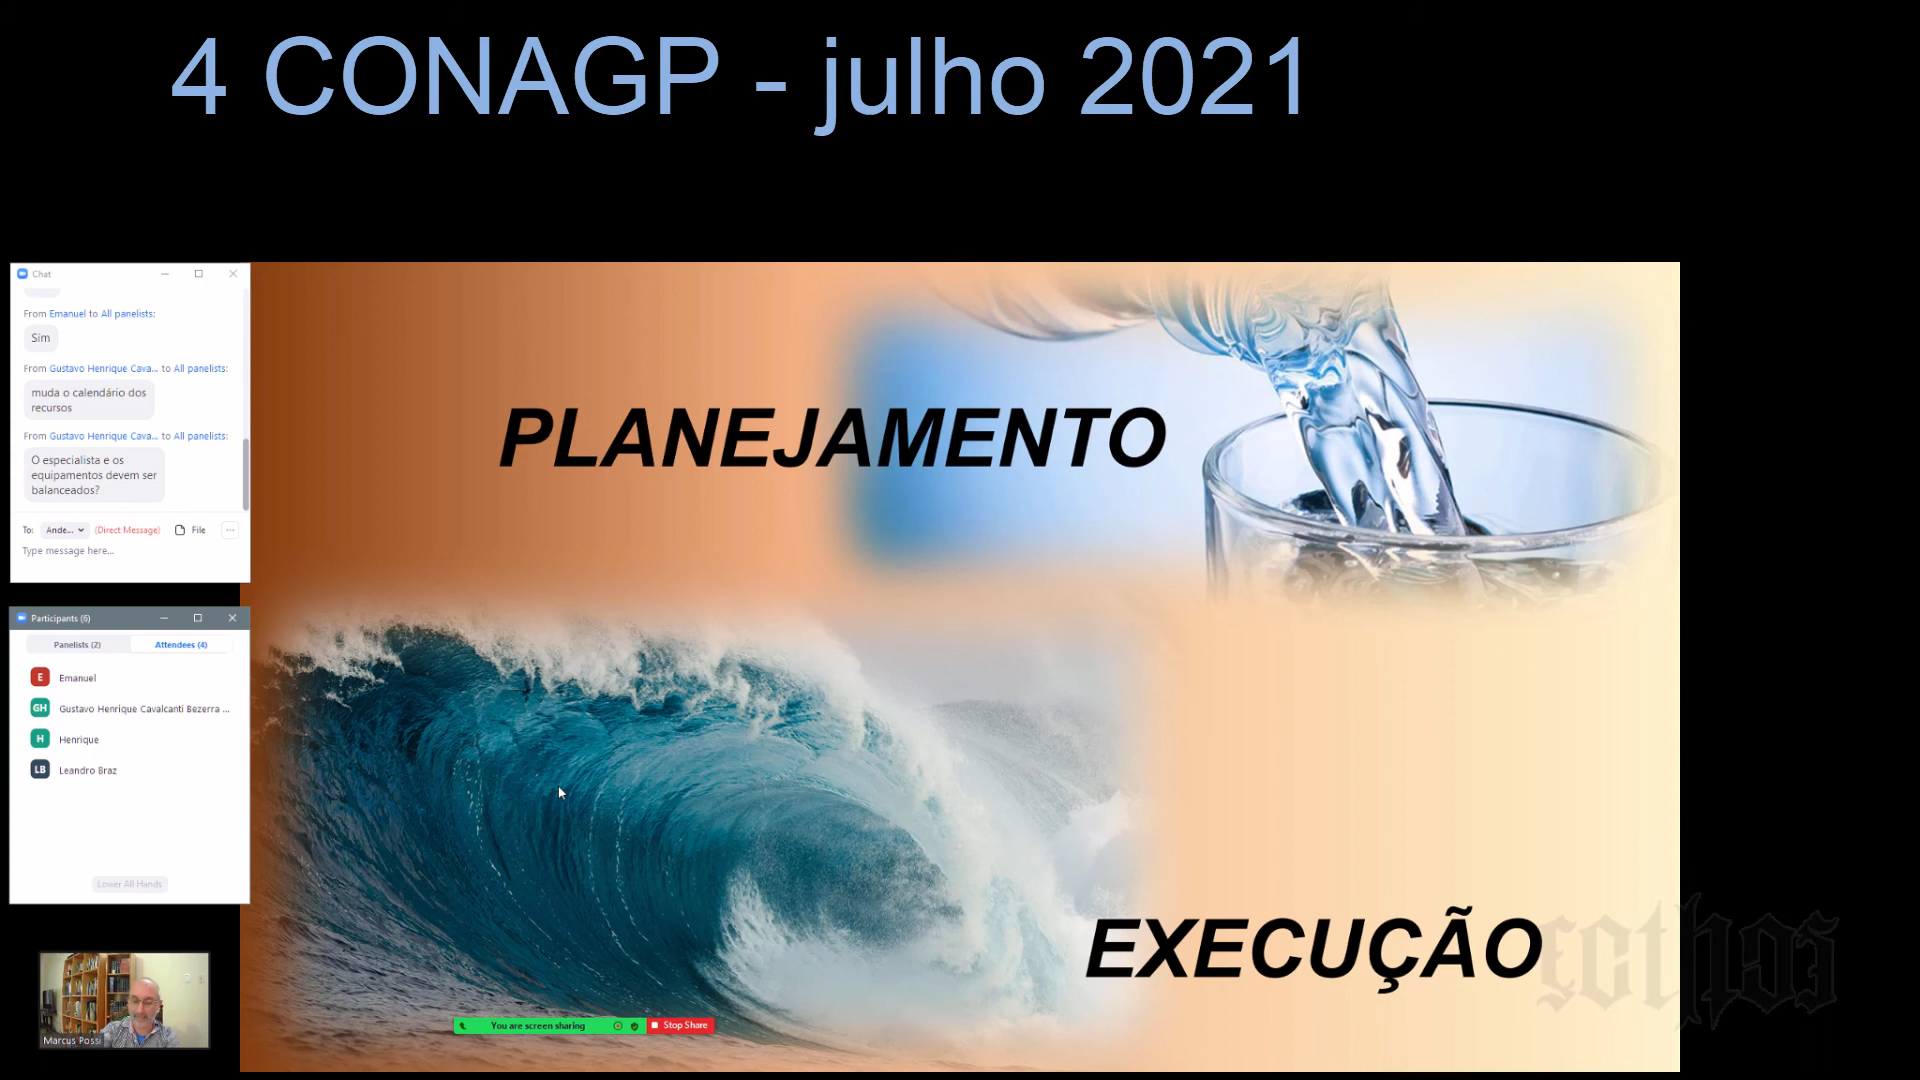 4 CONAGP - julho 2021
Chat
From Emanuel to All panelists:
Sim
From Gustavo Henrique Cava... to All panelists:
muda o calendário dos
recursos
From Gustavo Henrique Cava... to All panelists:
O especialista e os
equipamentos devem ser
balanceados?
To: Ande... (Direct Message) File ...
Type message here...
Participants (6)
Panelists (2) Attendees (4)
E Emanuel
GH Gustavo Henrique Cavalcanti Bezerra ...
H Henrique
LB Leandro Braz
Lower All Hands
Marcus Possi
PLANEJAMENTO
EXECUÇÃO
You are screen sharing Stop Share